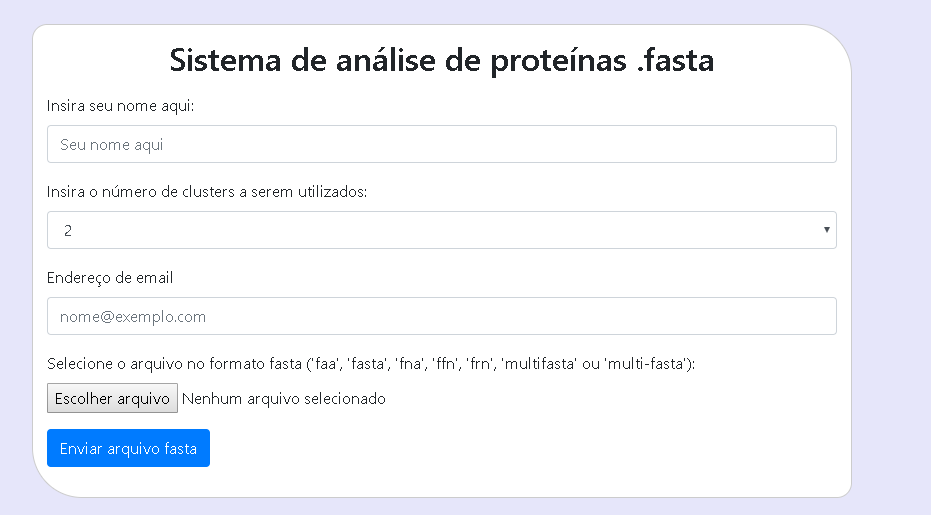 Sistema de análise de proteínas .fasta
Insira seu nome aqui:
Seu nome aqui
Insira o número de clusters a serem utilizados:
2
Endereço de email
nome@exemplo.com
Selecione o arquivo no formato fasta ('faa', 'fasta', 'fna', 'ffn', 'frn', 'multifasta' ou 'multi-fasta'):
Escolher arquivo Nenhum arquivo selecionado
Enviar arquivo fasta